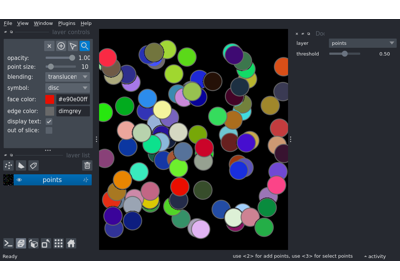 File View Window Plugins Help
layer controls
opacity: 1.00
point size: 10
blending: translucen
symbol: disc
face color: #e90e00ff
edge color: dimgrey
display text:
out of slice:
layer list
points
Do
layer points
threshold 0.50
Ready use <2> for add points, use <3> for select points activity